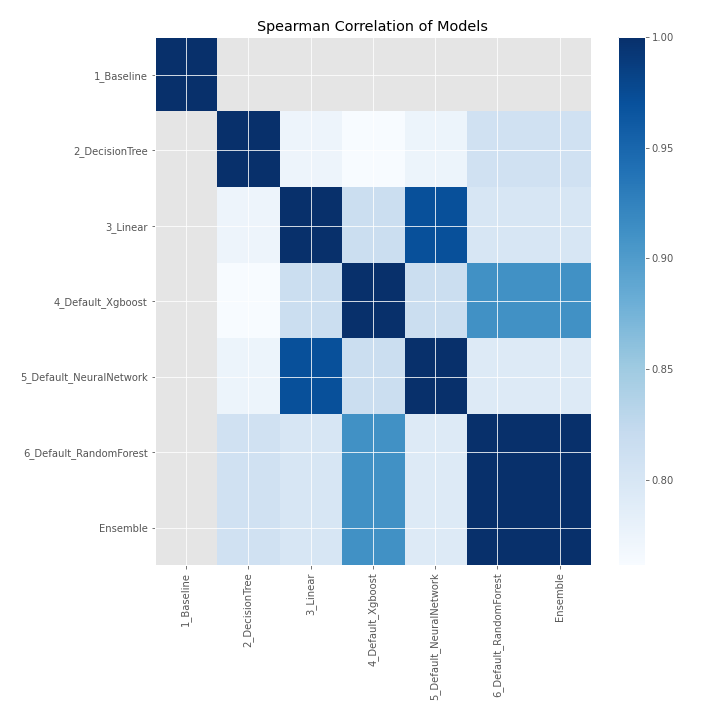 Spearman Correlation of Models
1_Baseline
2_DecisionTree
3_Linear
4_Default_Xgboost
5_Default_NeuralNetwork
6_Default_RandomForest
Ensemble
1_Baseline
2_DecisionTree
3_Linear
4_Default_Xgboost
5_Default_NeuralNetwork
6_Default_RandomForest
Ensemble
1.00
0.95
0.90
0.85
0.80